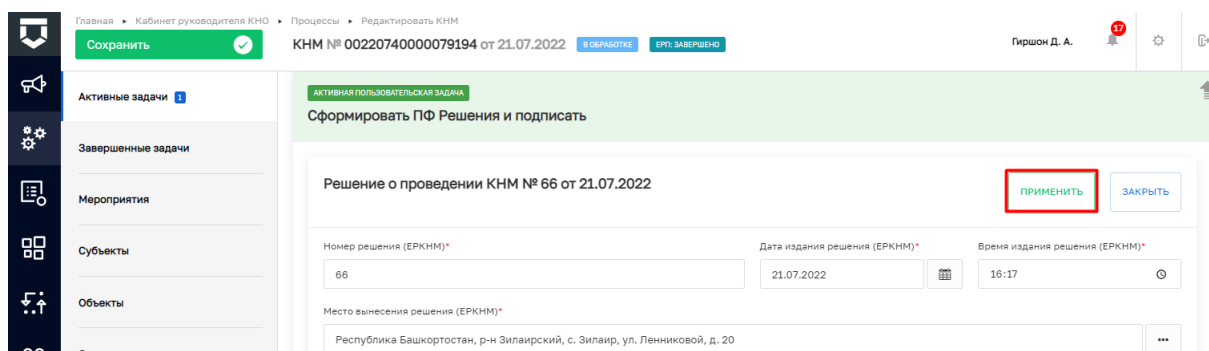 Главная ▸ Кабинет руководителя КНО ▸ Процессы ▸ Редактировать КНМ
Сохранить
КНМ № 00220740000079194 от 21.07.2022 В ОБРАБОТКЕ ЕРП: ЗАВЕРШЕНО
Гиршон Д. А.
17
Активные задачи 1
Завершенные задачи
Мероприятия
Субъекты
Объекты
АКТИВНАЯ ПОЛЬЗОВАТЕЛЬСКАЯ ЗАДАЧА
Сформировать ПФ Решения и подписать
Решение о проведении КНМ № 66 от 21.07.2022
ПРИМЕНИТЬ
ЗАКРЫТЬ
Номер решения (ЕРКНМ)*
Дата издания решения (ЕРКНМ)*
Время издания решения (ЕРКНМ)*
66
21.07.2022
16:17
Место вынесения решения (ЕРКНМ)*
Республика Башкортостан, р-н Зилаирский, с. Зилаир, ул. Ленниковой, д. 20